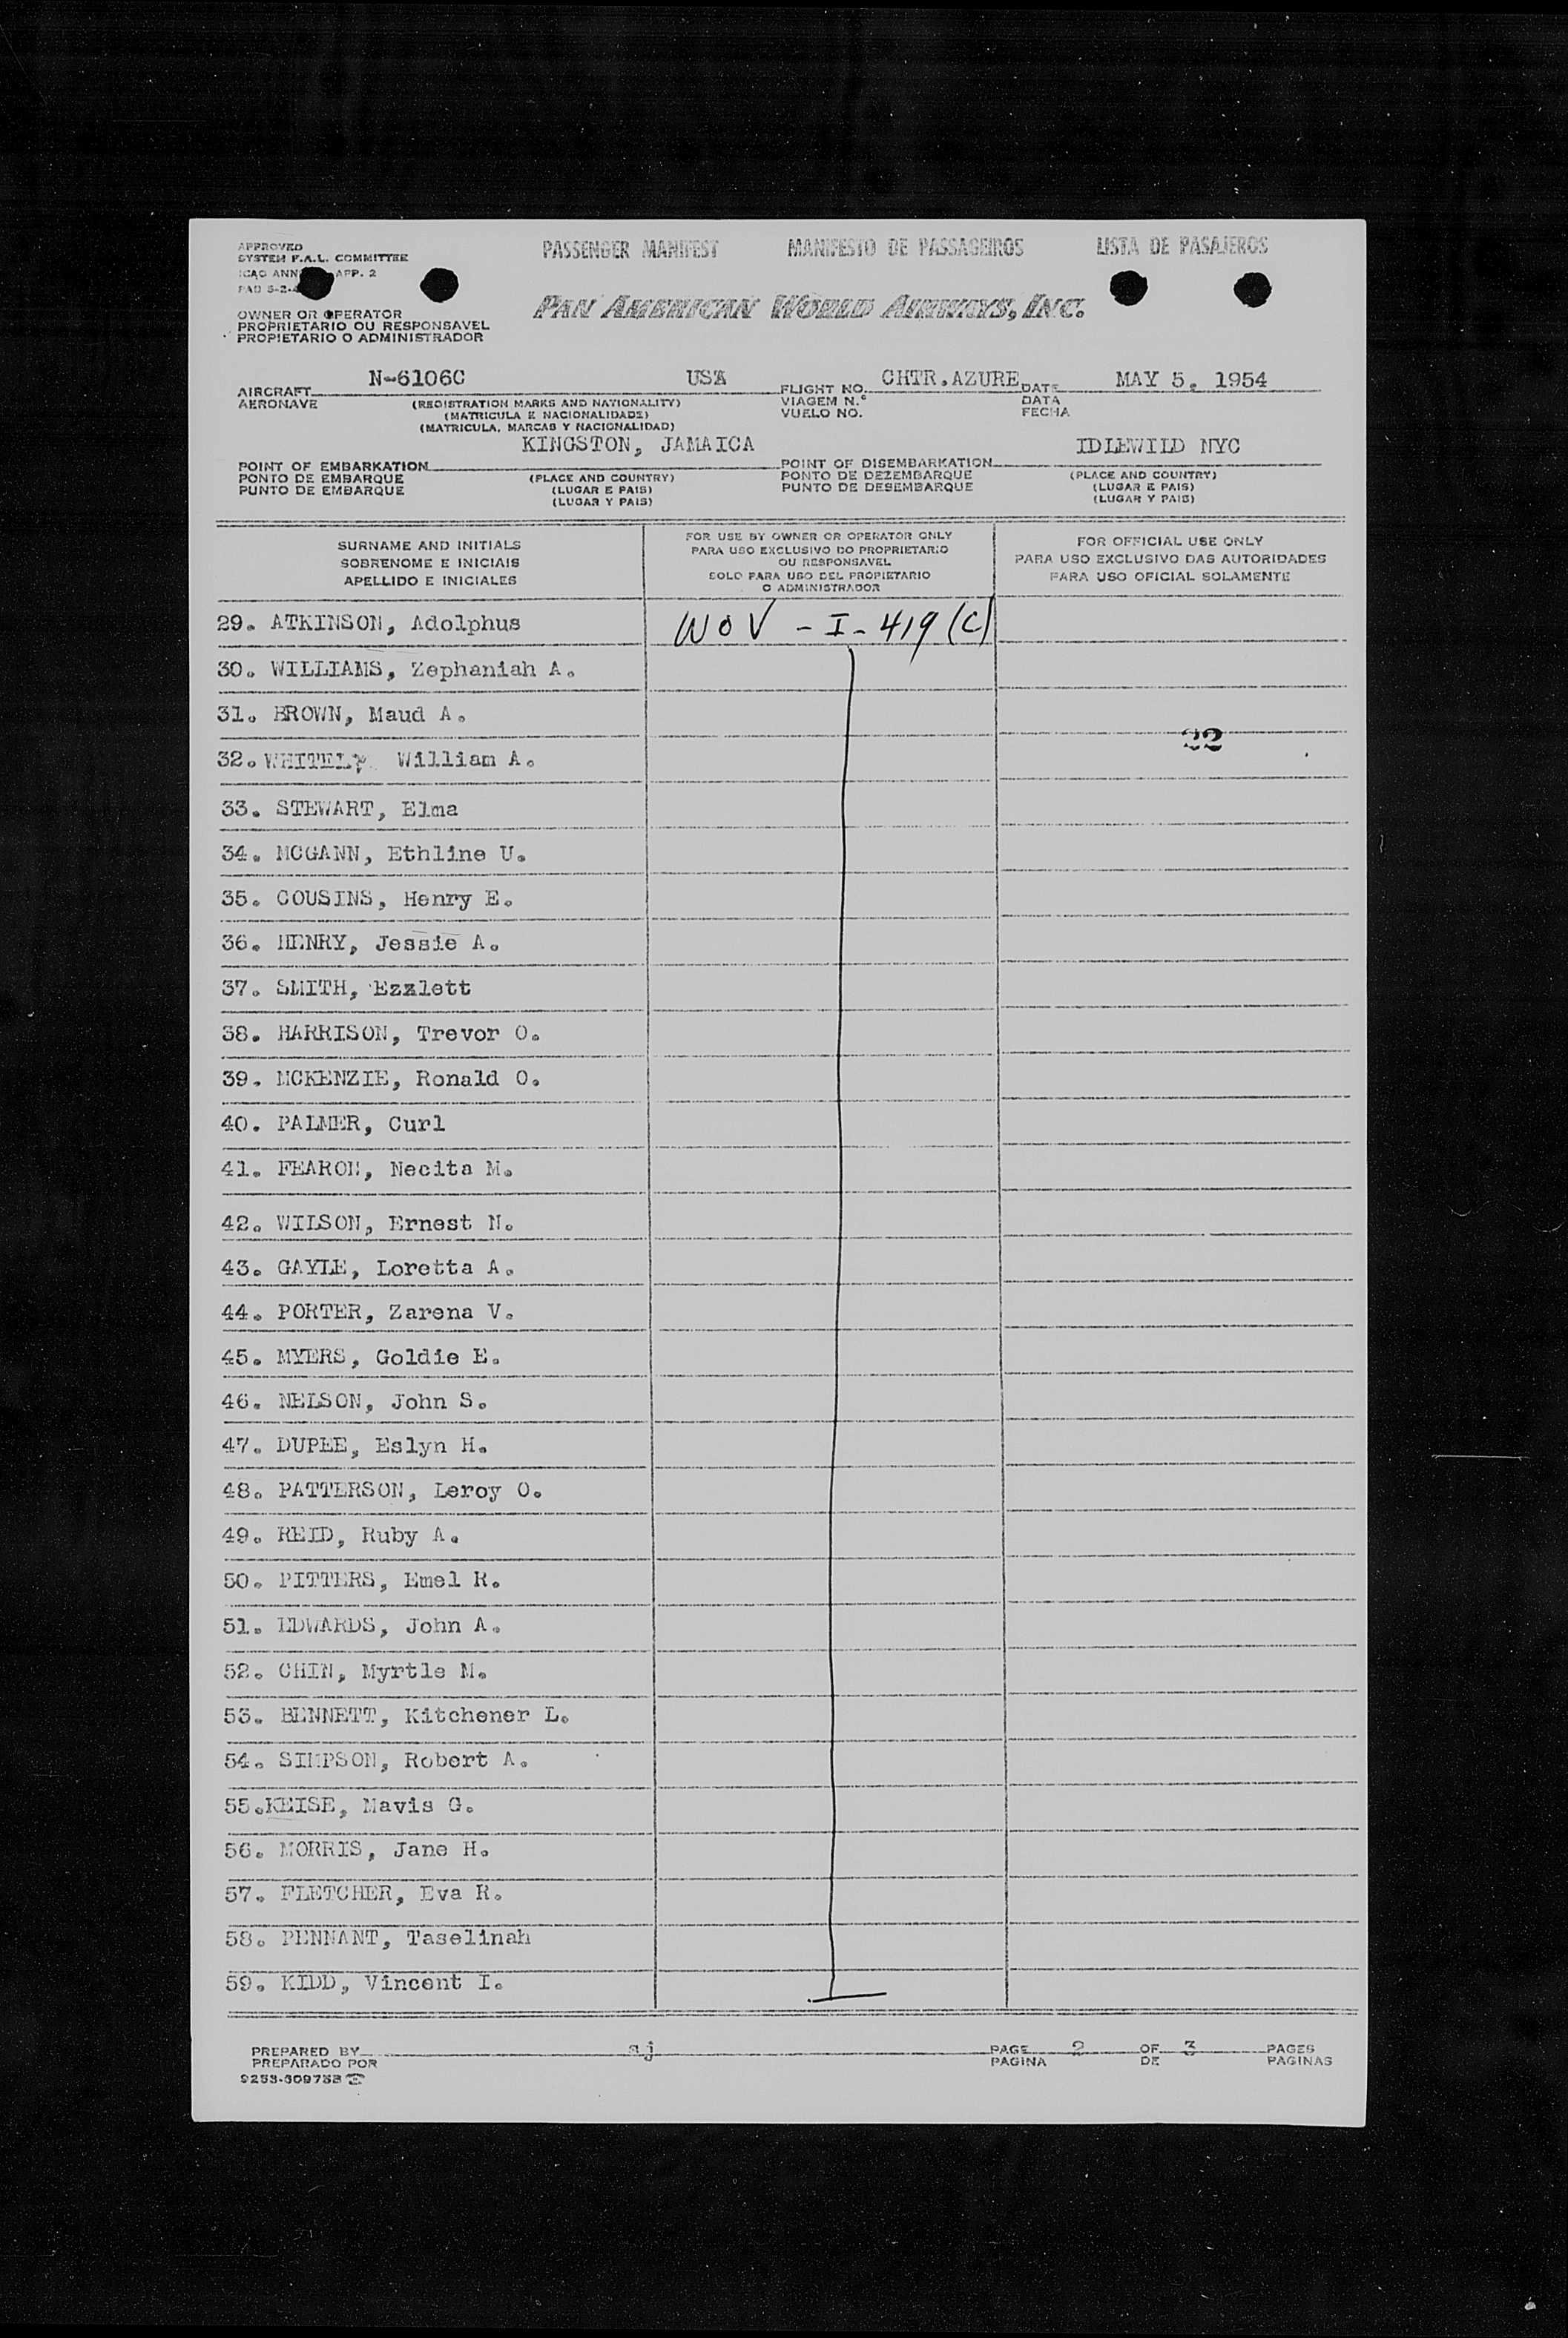 APPROVED
SYSTEM F.A.L. COMMITTEE
ICAO ANN APP. 2
PAD 5-2-
PASSENGER MANIFEST MANIFESTO DE PASSAGEIROS LISTA DE PASAJEROS
PAN AMERICAN WORLD AIRWAYS, INC.
OWNER OR OPERATOR
PROPRIETARIO OU RESPONSAVEL
PROPIETARIO O ADMINISTRADOR
AIRCRAFT N-6106C USA FLIGHT NO. CHTR.AZURE DATE MAY 5, 1954
AERONAVE (REGISTRATION MARKS AND NATIONALITY) VIAGEM N.º DATA
(MATRICULA E NACIONALIDADE) VUELO NO. FECHA
(MATRICULA, MARCAS Y NACIONALIDAD)
POINT OF EMBARKATION KINGSTON, JAMAICA POINT OF DISEMBARKATION IDLEWILD NYC
PONTO DE EMBARQUE (PLACE AND COUNTRY) PONTO DE DEZEMBARQUE (PLACE AND COUNTRY)
PUNTO DE EMBARQUE (LUGAR E PAIS) PUNTO DE DESEMBARQUE (LUGAR E PAIS)
(LUGAR Y PAIS) (LUGAR Y PAIS)
SURNAME AND INITIALS
SOBRENOME E INICIAIS
APELLIDO E INICIALES
FOR USE BY OWNER OR OPERATOR ONLY
PARA USO EXCLUSIVO DO PROPRIETARIO
OU RESPONSAVEL
SOLO PARA USO DEL PROPIETARIO
O ADMINISTRADOR
FOR OFFICIAL USE ONLY
PARA USO EXCLUSIVO DAS AUTORIDADES
PARA USO OFICIAL SOLAMENTE
29. ATKINSON, Adolphus WOV - I - 419 (C)
30. WILLIAMS, Zephaniah A.
31. BROWN, Maud A.
22
32. WHITELY William A.
33. STEWART, Elma
34. MCGANN, Ethline U.
35. COUSINS, Henry E.
36. HENRY, Jessie A.
37. SMITH, Ezzlett
38. HARRISON, Trevor O.
39. MCKENZIE, Ronald O.
40. PALMER, Curl
41. FEARON, Necita M.
42. WILSON, Ernest N.
43. GAYLE, Loretta A.
44. PORTER, Zarena V.
45. MYERS, Goldie E.
46. NELSON, John S.
47. DUPEE, Eslyn H.
48. PATTERSON, Leroy O.
49. REID, Ruby A.
50. PITTERS, Emel R.
51. EDWARDS, John A.
52. CHIN, Myrtle M.
53. BENNETT, Kitchener L.
54. SIMPSON, Robert A.
55.KEISE, Mavis G.
56. MORRIS, Jane H.
57. FLETCHER, Eva R.
58. PENNANT, Taselinah
59. KIDD, Vincent I.
PREPARED BY aj PAGE 2 OF 3 PAGES
PREPARADO POR PAGINA DE PAGINAS